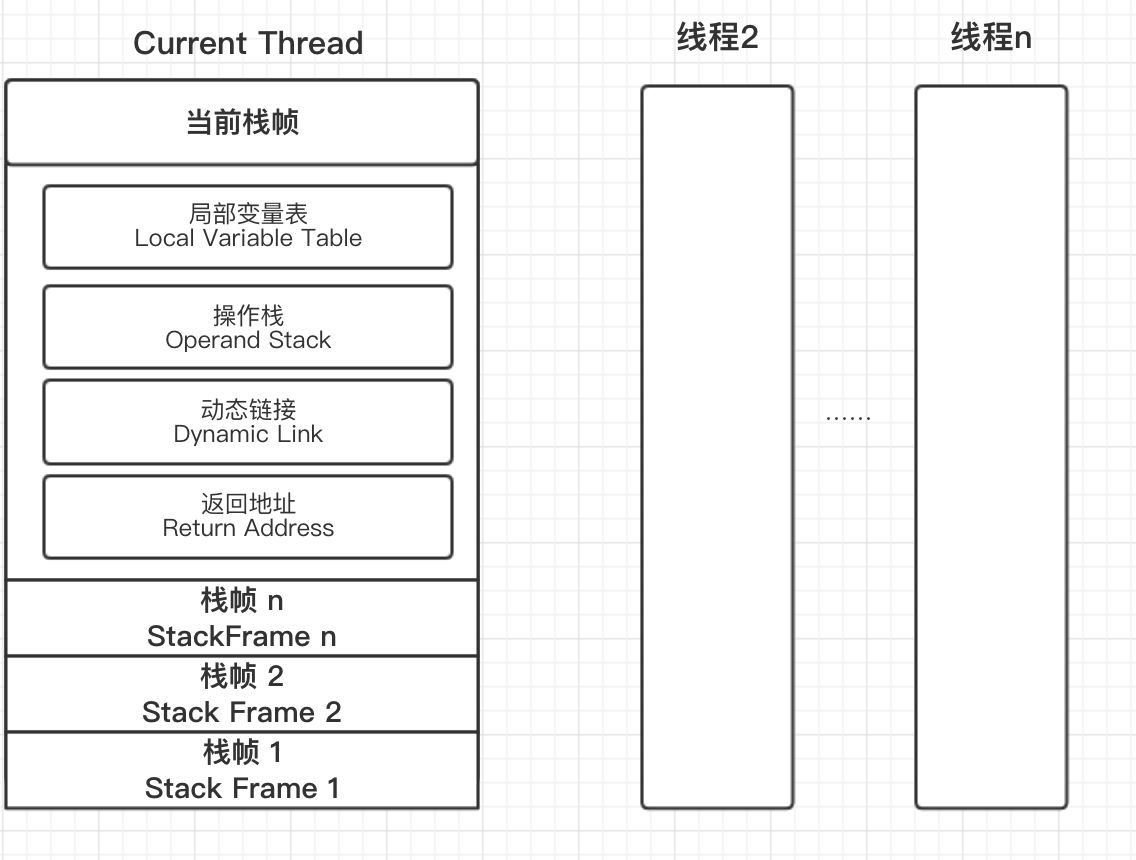 Current Thread
线程2
线程n
当前栈帧
局部变量表
Local Variable Table
操作栈
Operand Stack
动态链接
Dynamic Link
......
返回地址
Return Address
栈帧 n
StackFrame n
栈帧 2
Stack Frame 2
栈帧 1
Stack Frame 1